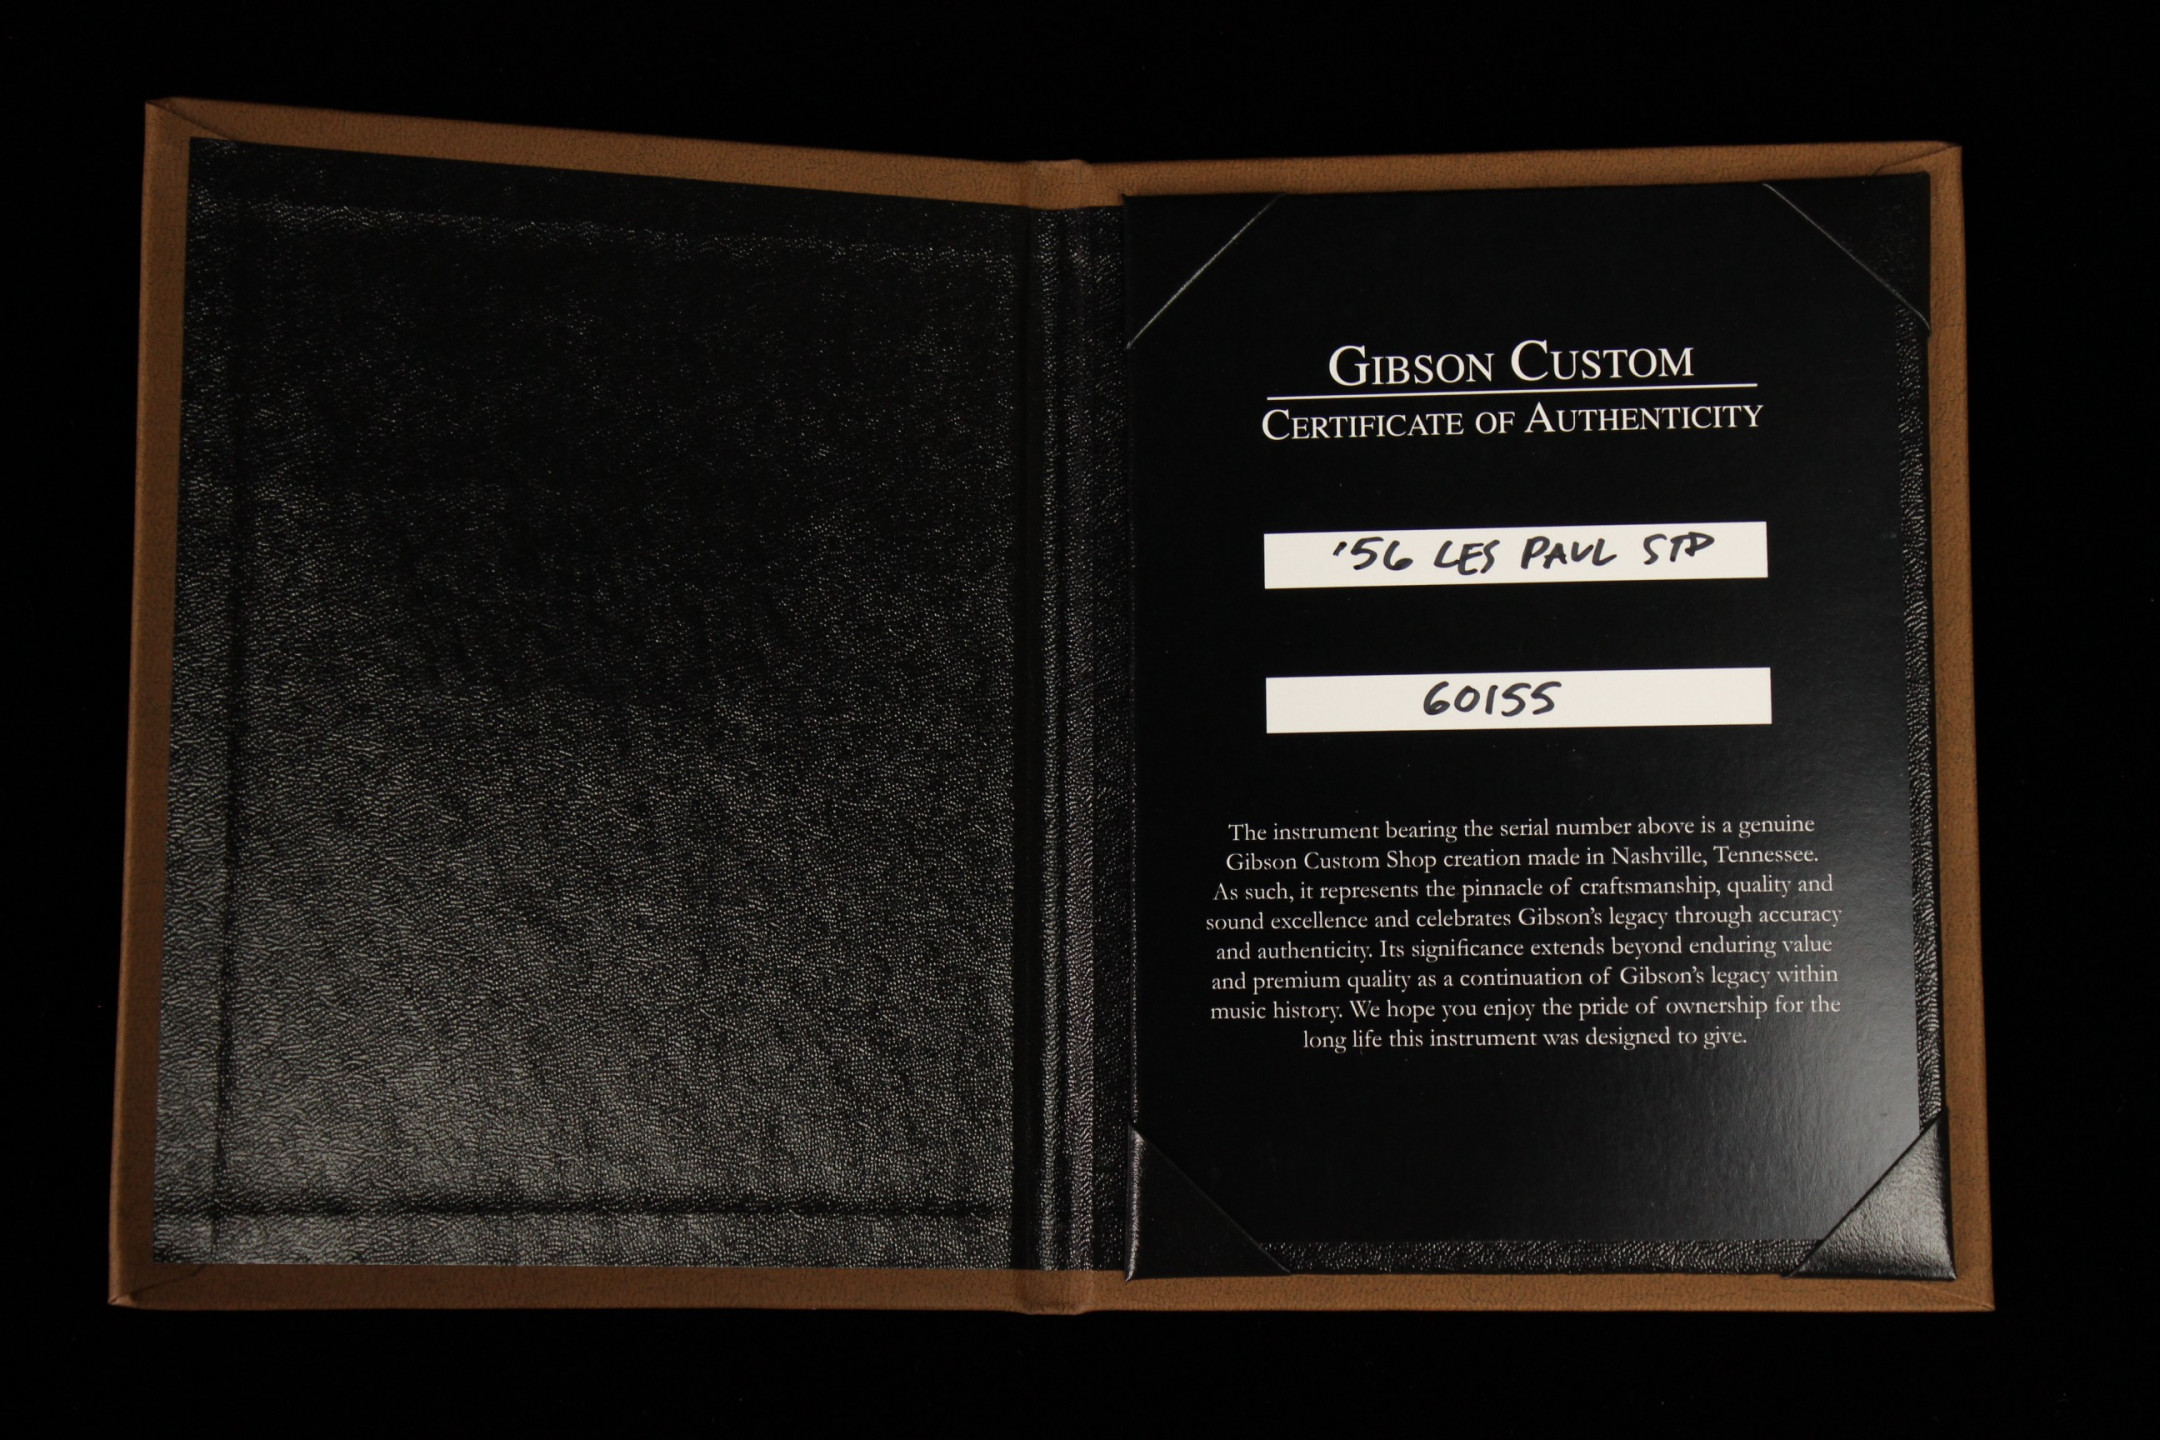 GIBSON CUSTOM
CERTIFICATE OF AUTHENTICITY
'56 LES PAUL STD
60155
The instrument bearing the serial number above is a genuine
Gibson Custom Shop creation made in Nashville, Tennessee.
As such, it represents the pinnacle of craftsmanship, quality and
sound excellence and celebrates Gibson's legacy through accuracy
and authenticity. Its significance extends beyond enduring value
and premium quality as a continuation of Gibson's legacy within
music history. We hope you enjoy the pride of ownership for the
long life this instrument was designed to give.